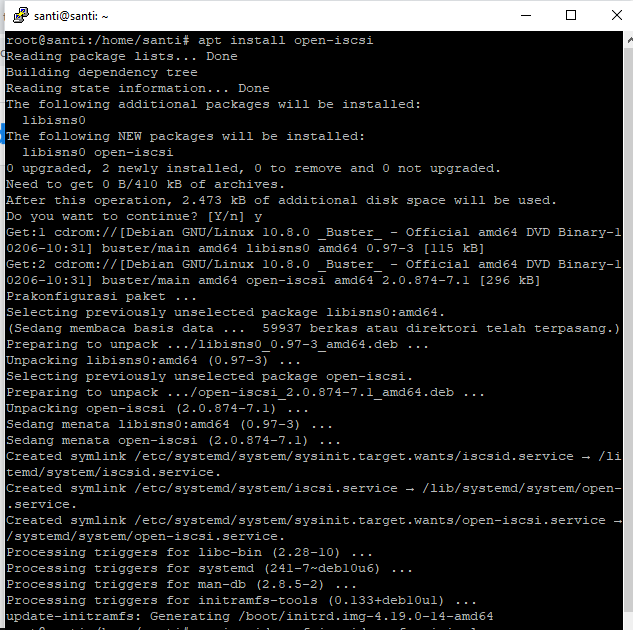 santi@santi: ~
root@santi:/home/santi# apt install open-iscsi
Reading package lists... Done
Building dependency tree
Reading state information... Done
The following additional packages will be installed:
  libisns0
The following NEW packages will be installed:
  libisns0 open-iscsi
0 upgraded, 2 newly installed, 0 to remove and 0 not upgraded.
Need to get 0 B/410 kB of archives.
After this operation, 2.473 kB of additional disk space will be used.
Do you want to continue? [Y/n] y
Get:1 cdrom://[Debian GNU/Linux 10.8.0 _Buster_ - Official amd64 DVD Binary-1
0206-10:31] buster/main amd64 libisns0 amd64 0.97-3 [115 kB]
Get:2 cdrom://[Debian GNU/Linux 10.8.0 _Buster_ - Official amd64 DVD Binary-1
0206-10:31] buster/main amd64 open-iscsi amd64 2.0.874-7.1 [296 kB]
Prakonfigurasi paket ...
Selecting previously unselected package libisns0:amd64.
(Sedang membaca basis data ...  59937 berkas atau direktori telah terpasang.)
Preparing to unpack .../libisns0_0.97-3_amd64.deb ...
Unpacking libisns0:amd64 (0.97-3) ...
Selecting previously unselected package open-iscsi.
Preparing to unpack .../open-iscsi_2.0.874-7.1_amd64.deb ...
Unpacking open-iscsi (2.0.874-7.1) ...
Sedang menata libisns0:amd64 (0.97-3) ...
Sedang menata open-iscsi (2.0.874-7.1) ...
Created symlink /etc/systemd/system/sysinit.target.wants/iscsid.service → /li
temd/system/iscsid.service.
Created symlink /etc/systemd/system/iscsi.service → /lib/systemd/system/open-
.service.
Created symlink /etc/systemd/system/sysinit.target.wants/open-iscsi.service →
/systemd/system/open-iscsi.service.
Processing triggers for libc-bin (2.28-10) ...
Processing triggers for systemd (241-7~deb10u6) ...
Processing triggers for man-db (2.8.5-2) ...
Processing triggers for initramfs-tools (0.133+deb10u1) ...
update-initramfs: Generating /boot/initrd.img-4.19.0-14-amd64